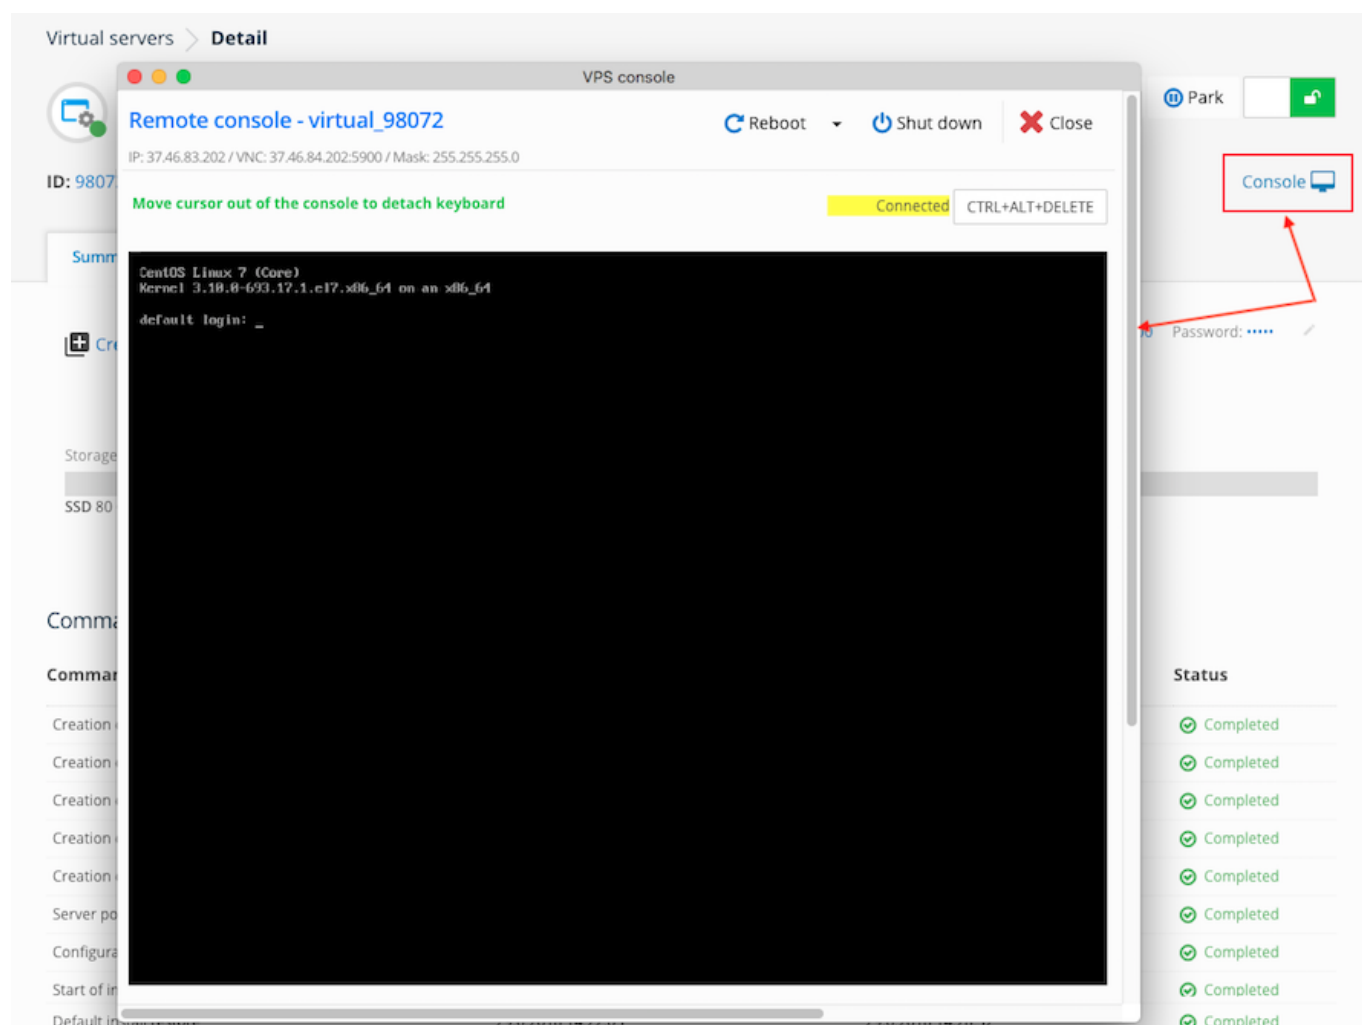 Virtual servers Detail
VPS console
Park
Remote console - virtual_98072
Reboot
Shut down
Close
IP: 37.46.83.202 / VNC: 37.46.84.202:5900 / Mask: 255.255.255.0
ID: 9807
Console
Move cursor out of the console to detach keyboard
Connected
CTRL+ALT+DELETE
Summ
CentOS Linux 7 (Core)
Kernel 3.10.0-693.17.1.el7.x86_64 on an x86_64
default login: _
Cre
Password: •••••
Storage
SSD 80
Comma
Comman
Status
Creation
Completed
Creation
Completed
Creation
Completed
Creation
Completed
Creation
Completed
Server po
Completed
Configura
Completed
Start of in
Completed
Default in
Completed